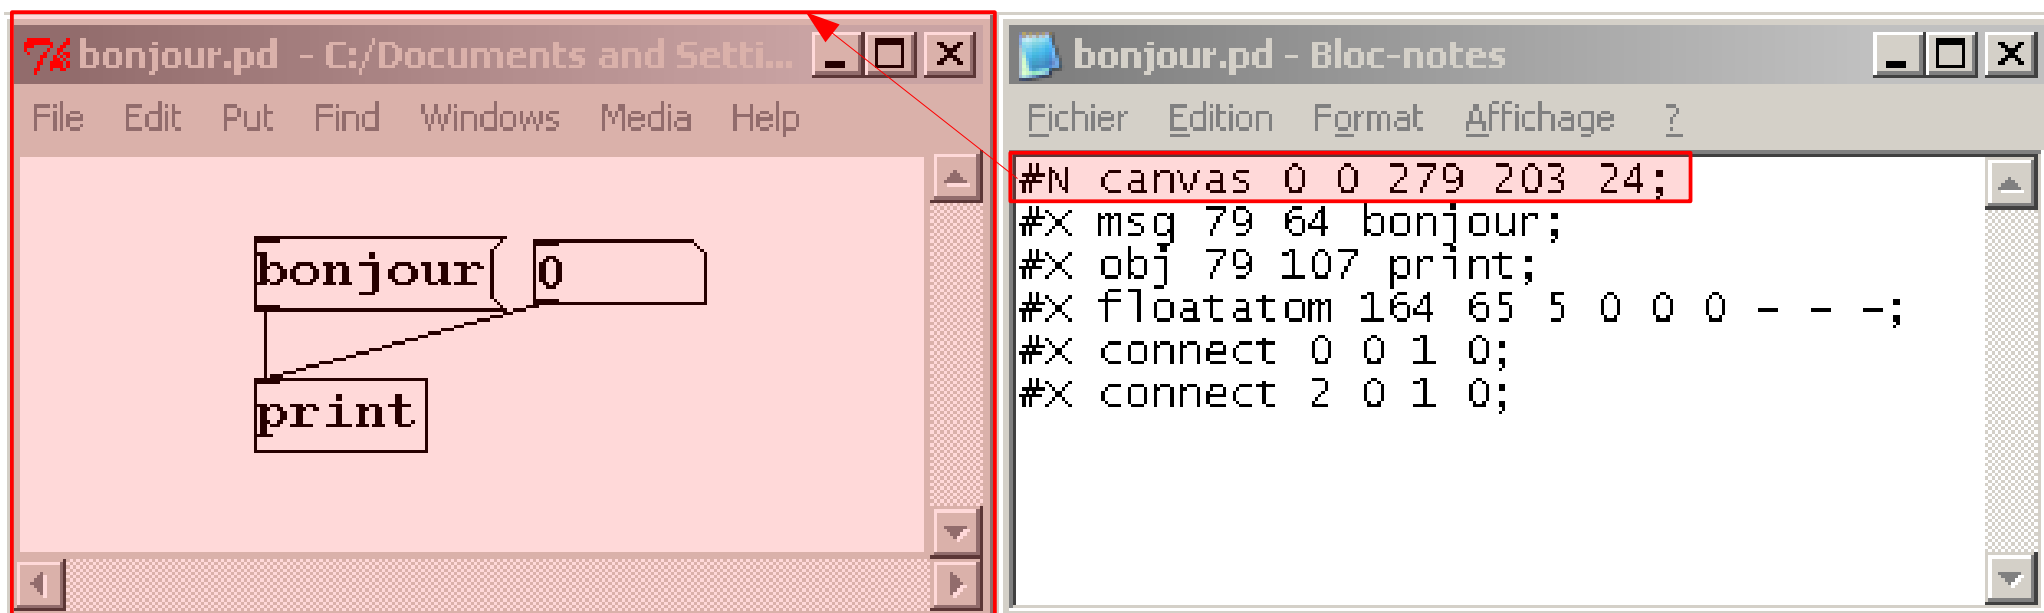 bonjour.pd - C:/Documents and Setti...
File Edit Put Find Windows Media Help
bonjour
0
print
bonjour.pd - Bloc-notes
Fichier Edition Format Affichage ?
#N canvas 0 0 279 203 24;
#X msg 79 64 bonjour;
#X obj 79 107 print;
#X floatatom 164 65 5 0 0 0 - - -;
#X connect 0 0 1 0;
#X connect 2 0 1 0;